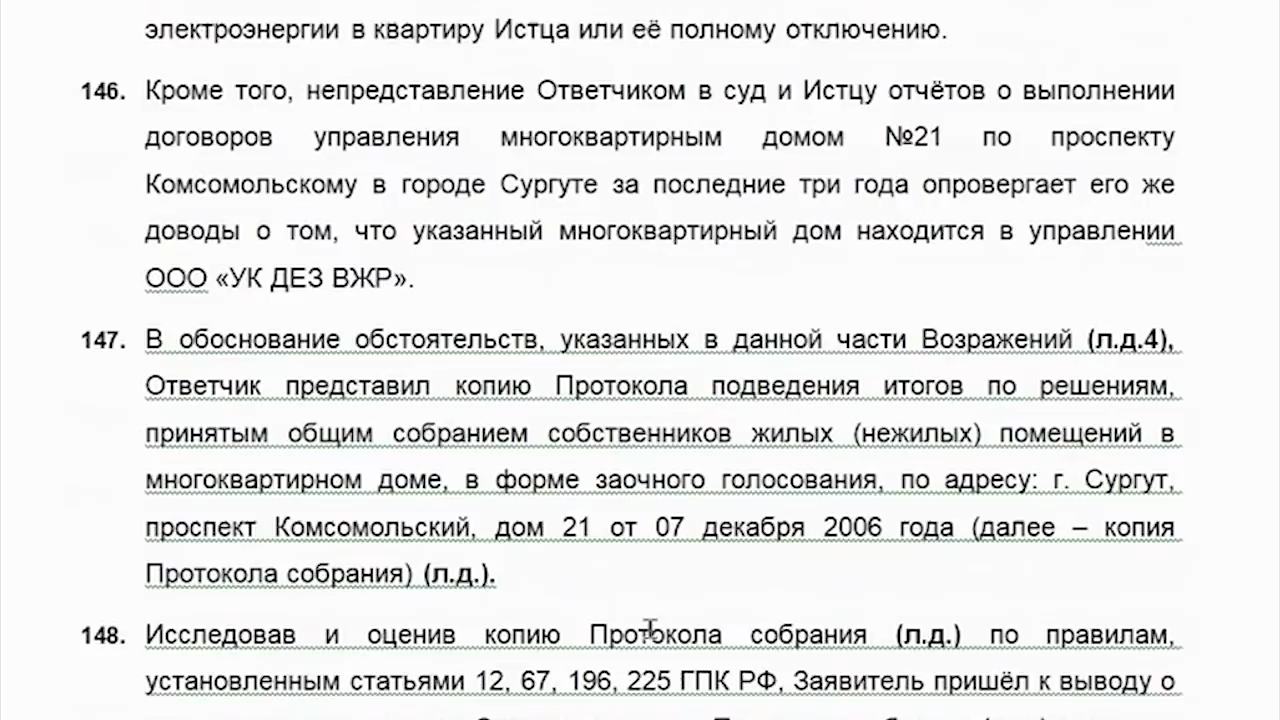 электроэнергии в квартиру Истца или её полному отключению.
146. Кроме того, непредставление Ответчиком в суд и Истцу отчётов о выполнении
договоров управления многоквартирным домом №21 по проспекту
Комсомольскому в городе Сургуте за последние три года опровергает его же
доводы о том, что указанный многоквартирный дом находится в управлении
ООО «УК ДЕЗ ВЖР».
147. В обоснование обстоятельств, указанных в данной части Возражений (л.д.4),
Ответчик представил копию Протокола подведения итогов по решениям,
принятым общим собранием собственников жилых (нежилых) помещений в
многоквартирном доме, в форме заочного голосования, по адресу: г. Сургут,
проспект Комсомольский, дом 21 от 07 декабря 2006 года (далее – копия
Протокола собрания) (л.д.).
148. Исследовав и оценив копию Протокола собрания (л.д.) по правилам,
установленным статьями 12, 67, 196, 225 ГПК РФ, Заявитель пришёл к выводу о